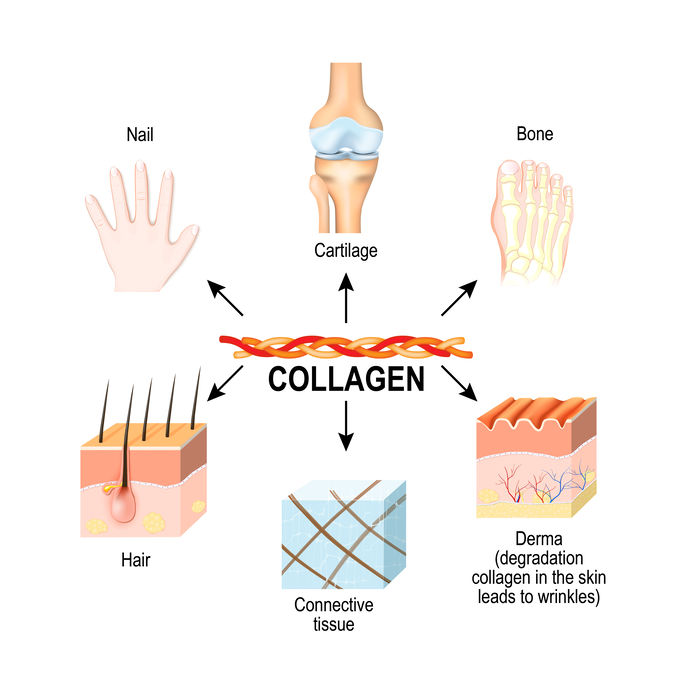 Nail
Cartilage
Bone
COLLAGEN
Hair
Connective
tissue
Derma
(degradation
collagen in the skin
leads to wrinkles)